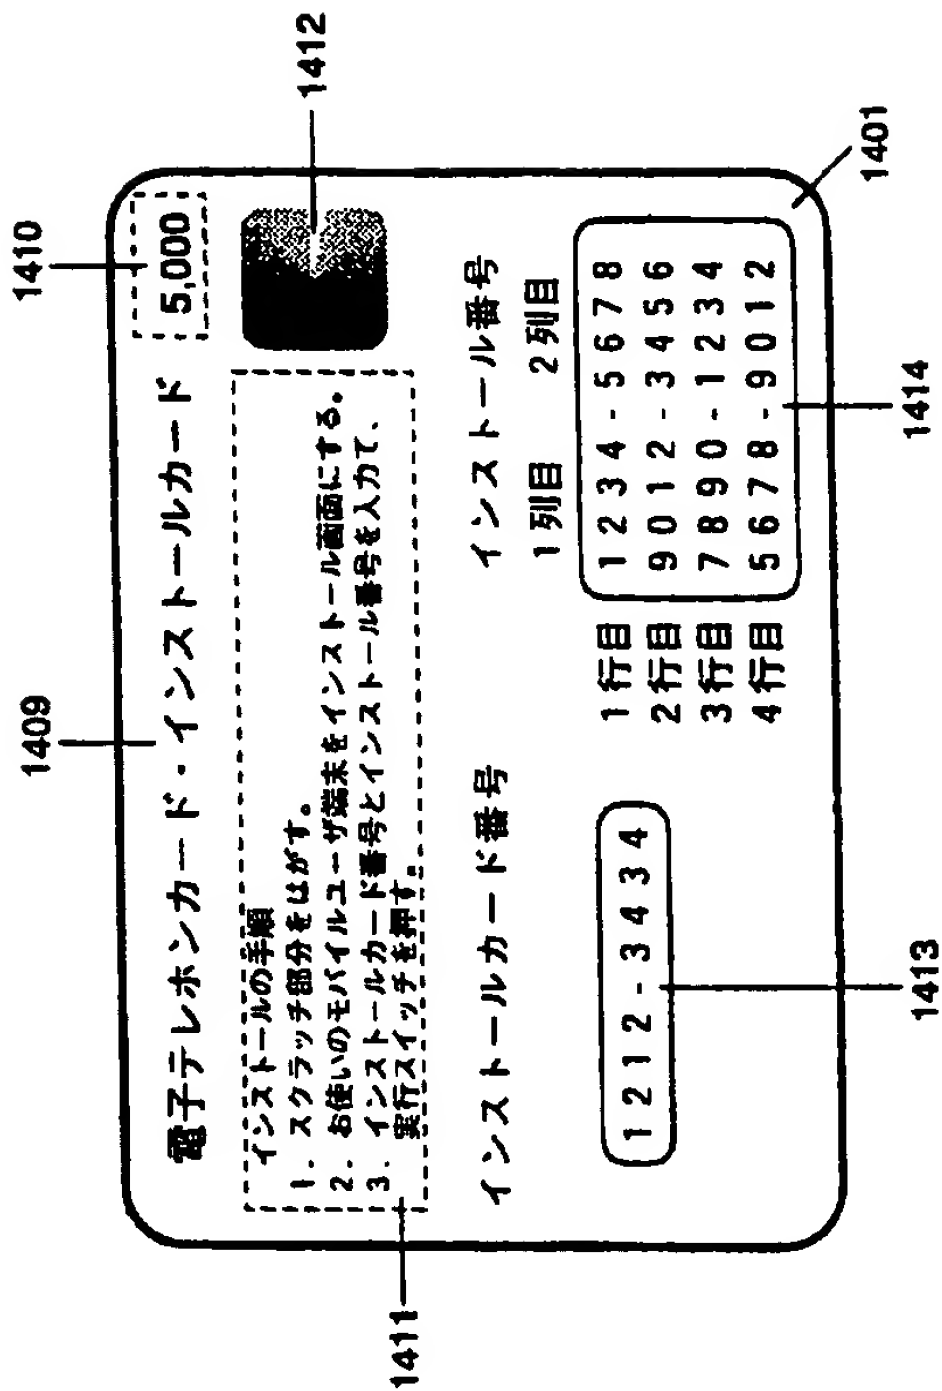 1409
1410
1412
電子テレホンカード・インストールカード
5,000
インストールの手順
1. スクラッチ部分をはがす。
2. お使いのモバイルユーザ端末をインストール画面にする。
3. インストールカード番号とインストール番号を入力て、
実行スイッチを押す。
1411
インストールカード番号
インストール番号
1列目 2列目
1212-3434
1行目 1234-5678
2行目 9012-3456
3行目 7890-1234
4行目 5678-9012
1413
1414
1401